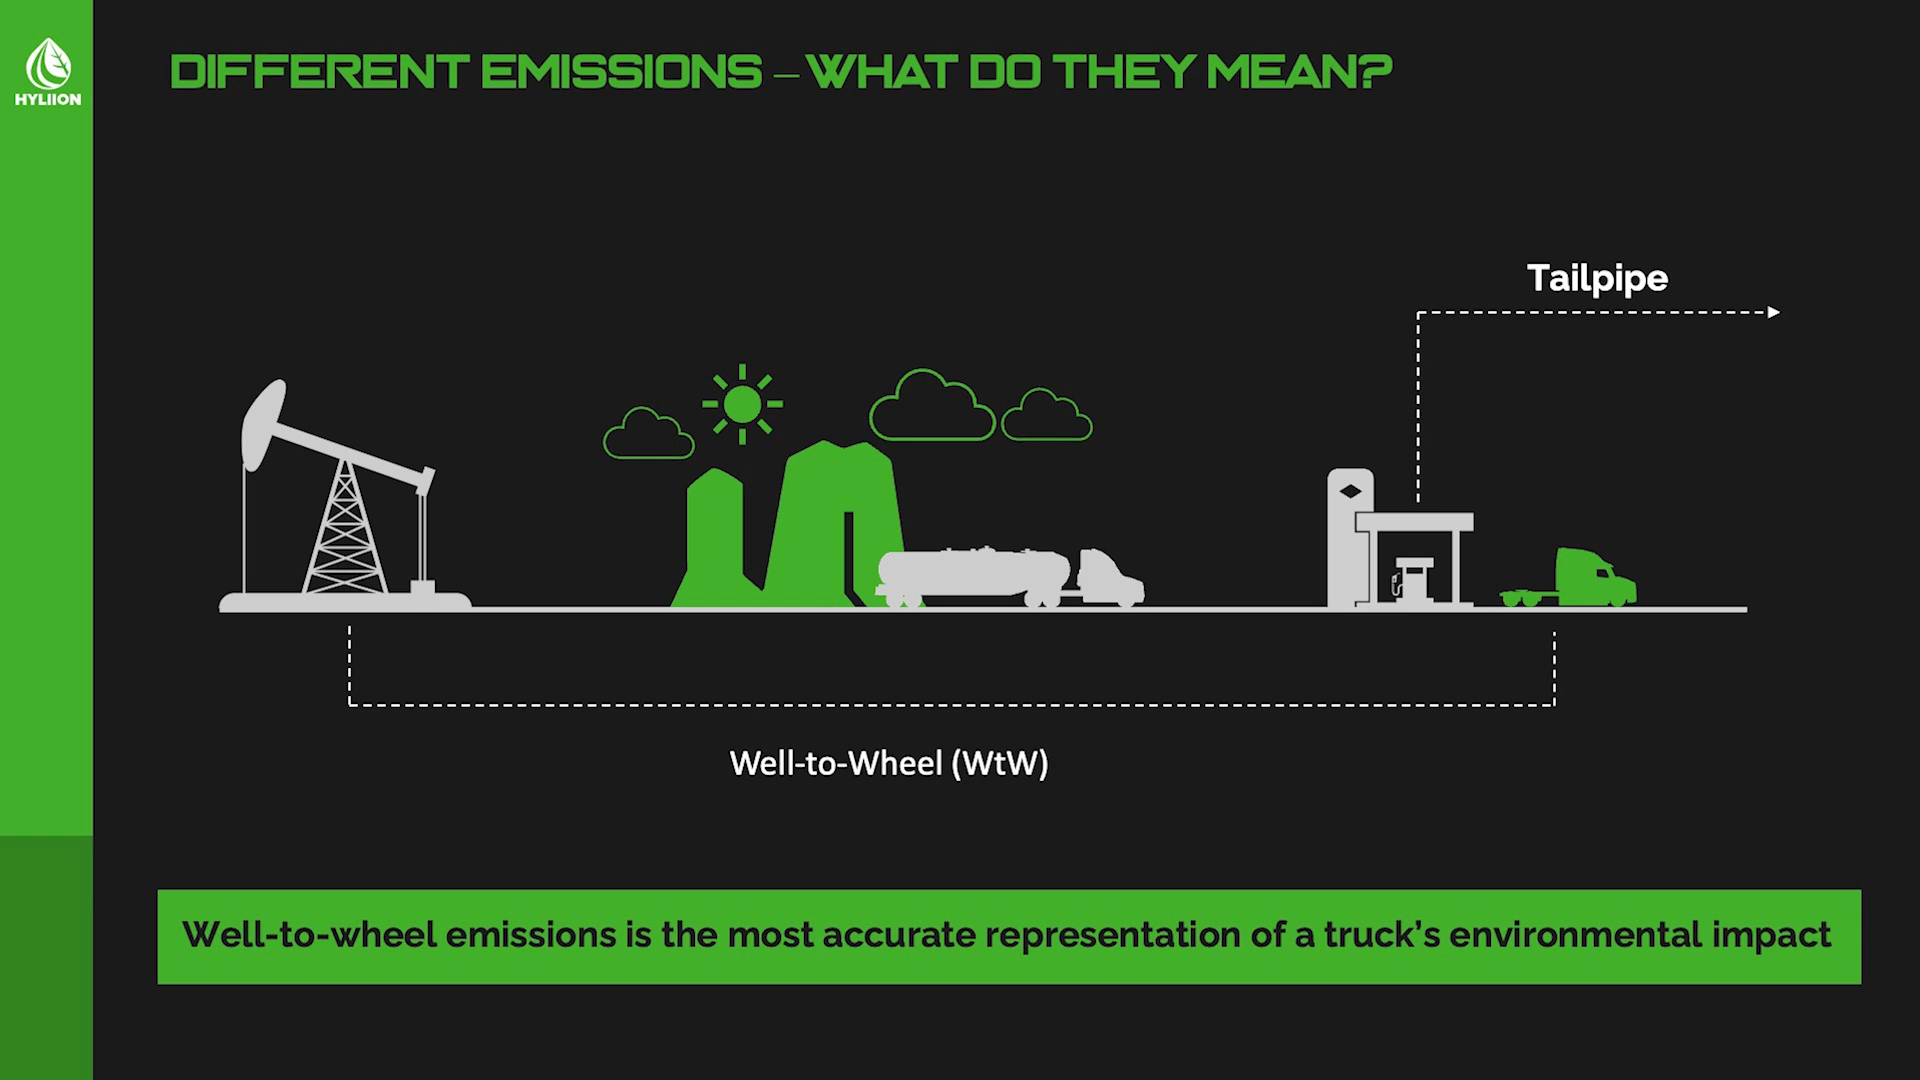 HYLIION
DIFFERENT EMISSIONS – WHAT DO THEY MEAN?
Tailpipe
Well-to-Wheel (WtW)
Well-to-wheel emissions is the most accurate representation of a truck’s environmental impact